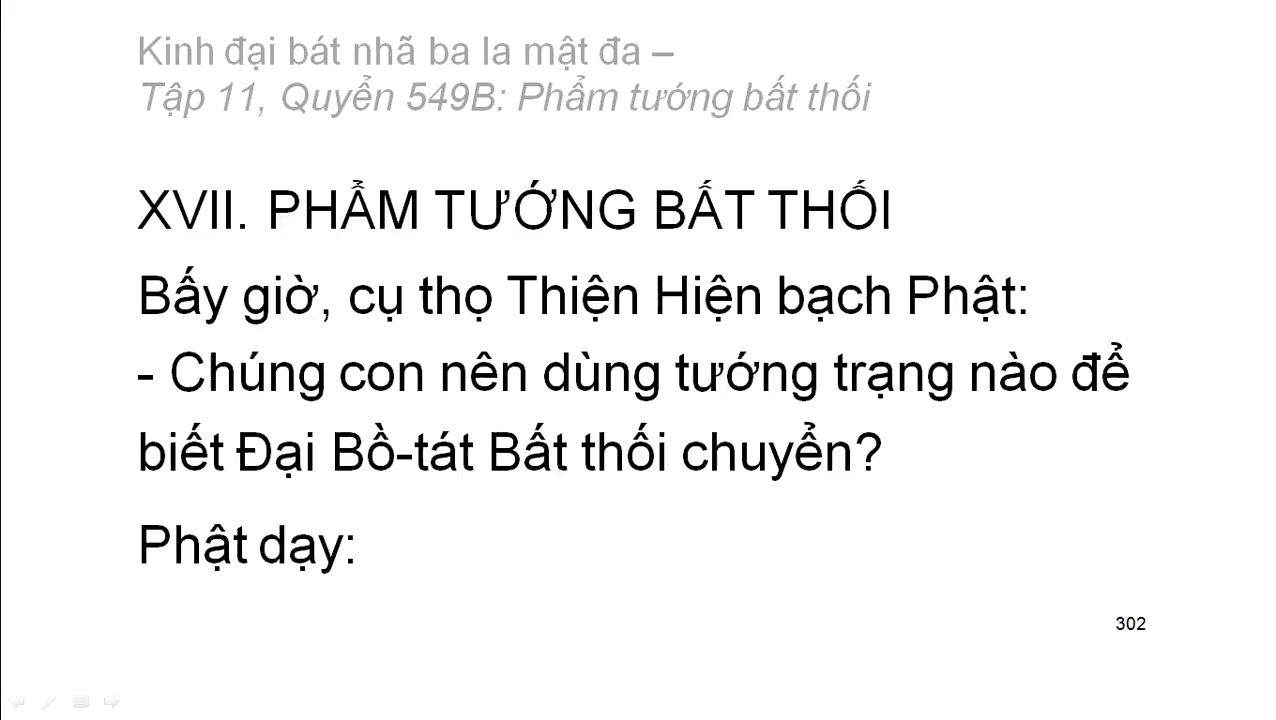 Kinh đại bát nhã ba la mật đa –
Tập 11, Quyển 549B: Phẩm tướng bất thối
XVII. PHẨM TƯỚNG BẤT THỐI
Bấy giờ, cụ thọ Thiện Hiện bạch Phật:
- Chúng con nên dùng tướng trạng nào để
biết Đại Bồ-tát Bất thối chuyển?
Phật dạy:
302